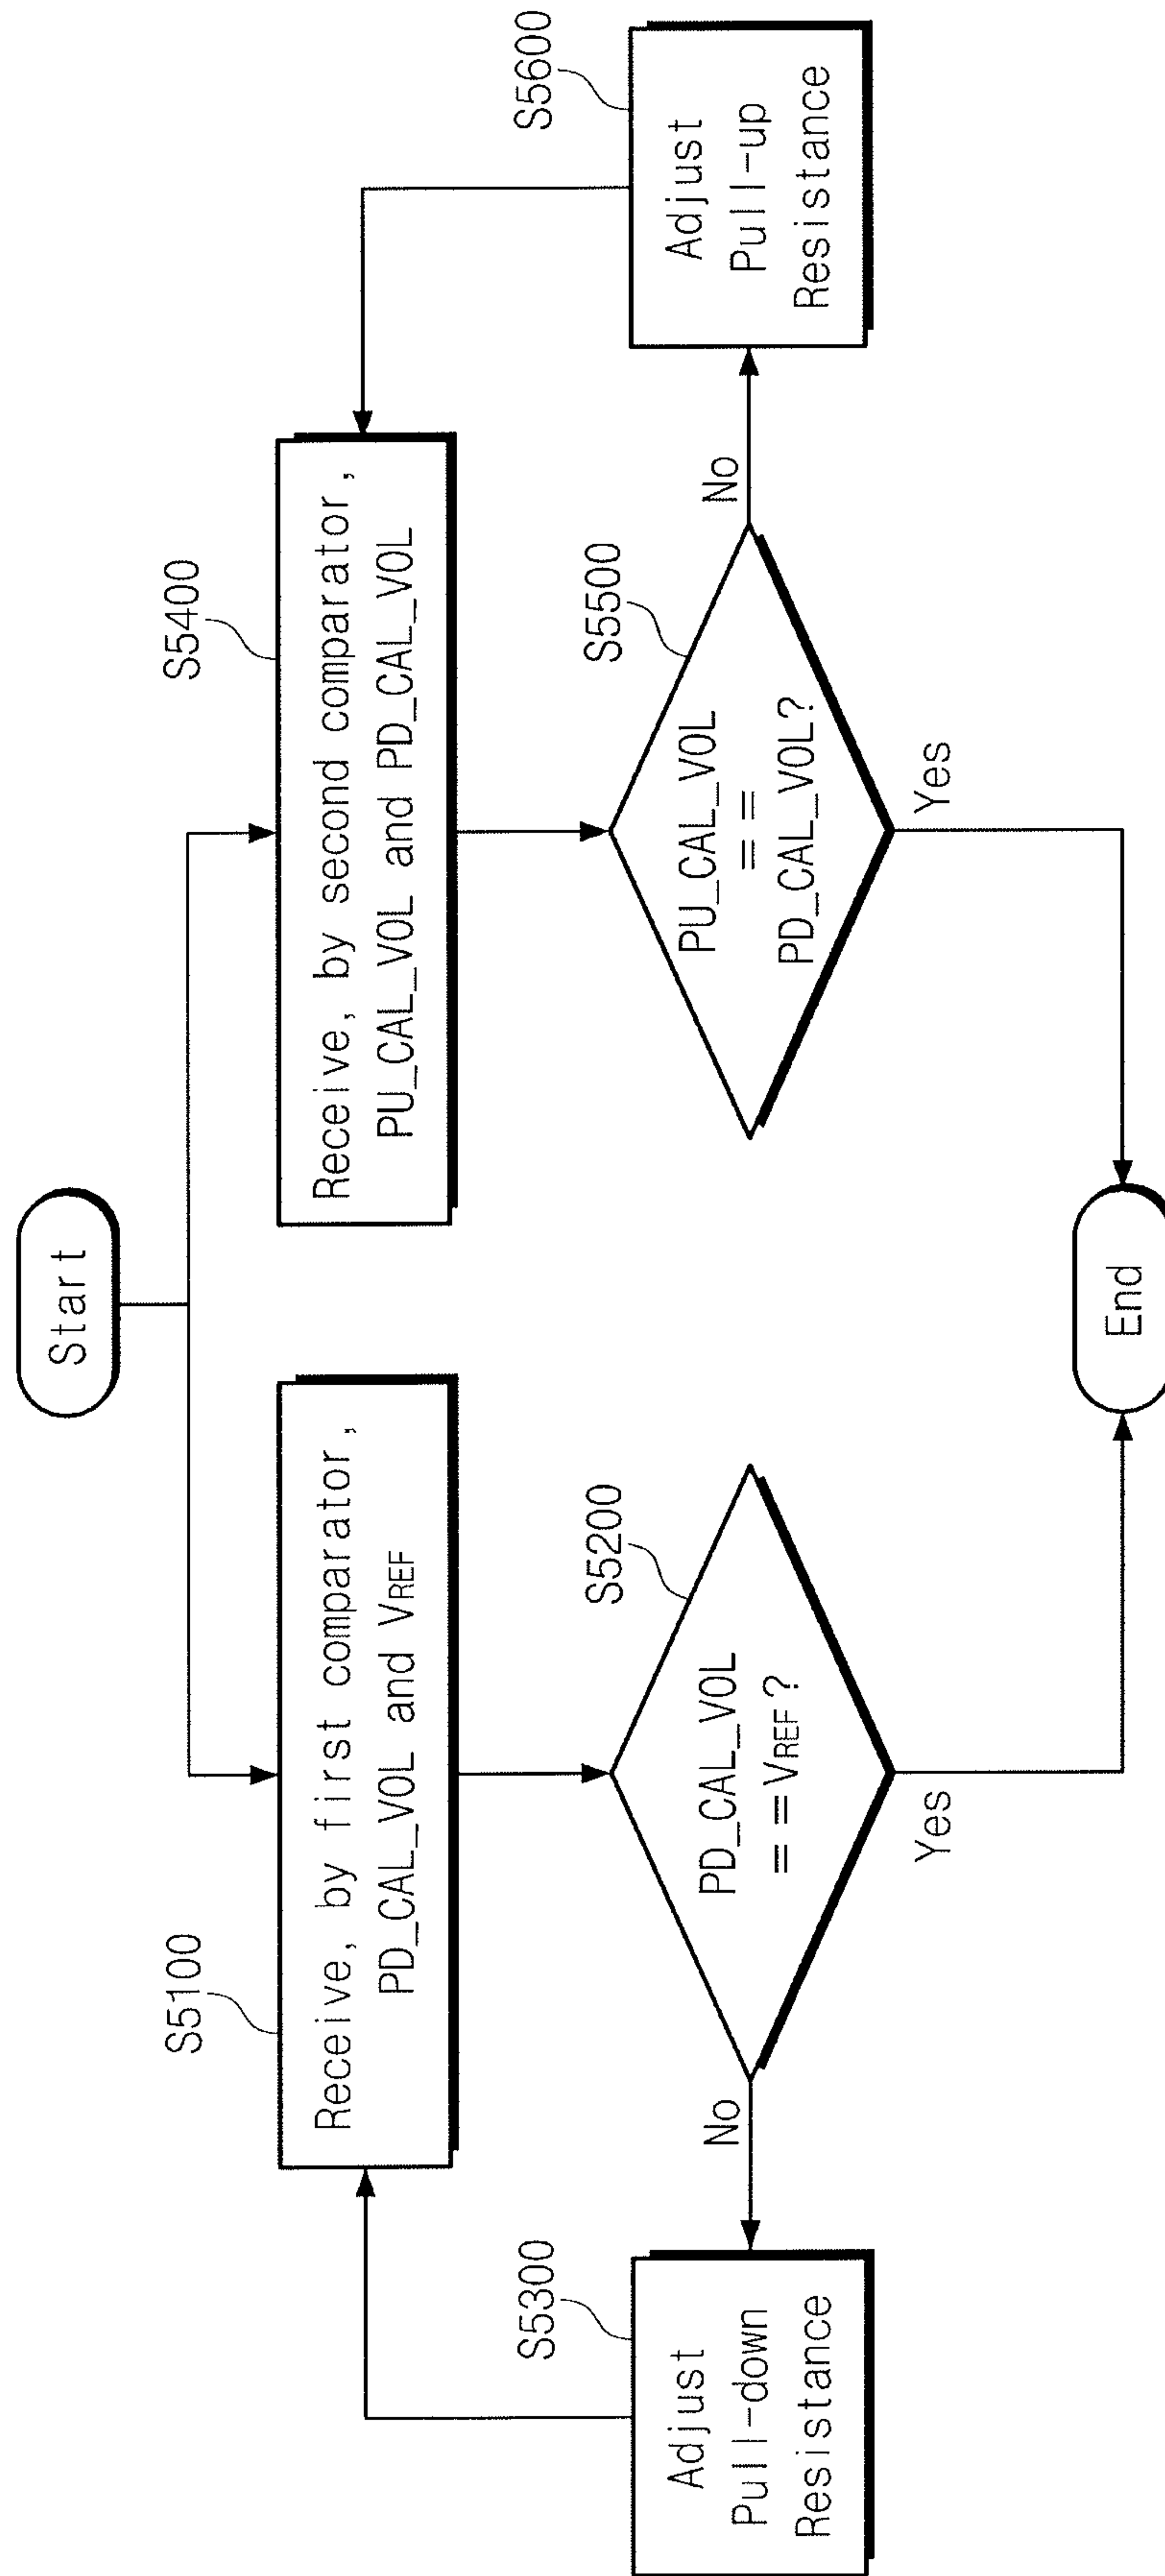 Start
S5100
Receive, by first comparator,
PD_CAL_VOL and VREF
S5400
Receive, by second comparator,
PU_CAL_VOL and PD_CAL_VOL
S5200
PD_CAL_VOL
==VREF?
No
Yes
S5500
PU_CAL_VOL
==
PD_CAL_VOL?
No
Yes
S5300
Adjust
Pull-down
Resistance
S5600
Adjust
Pull-up
Resistance
End